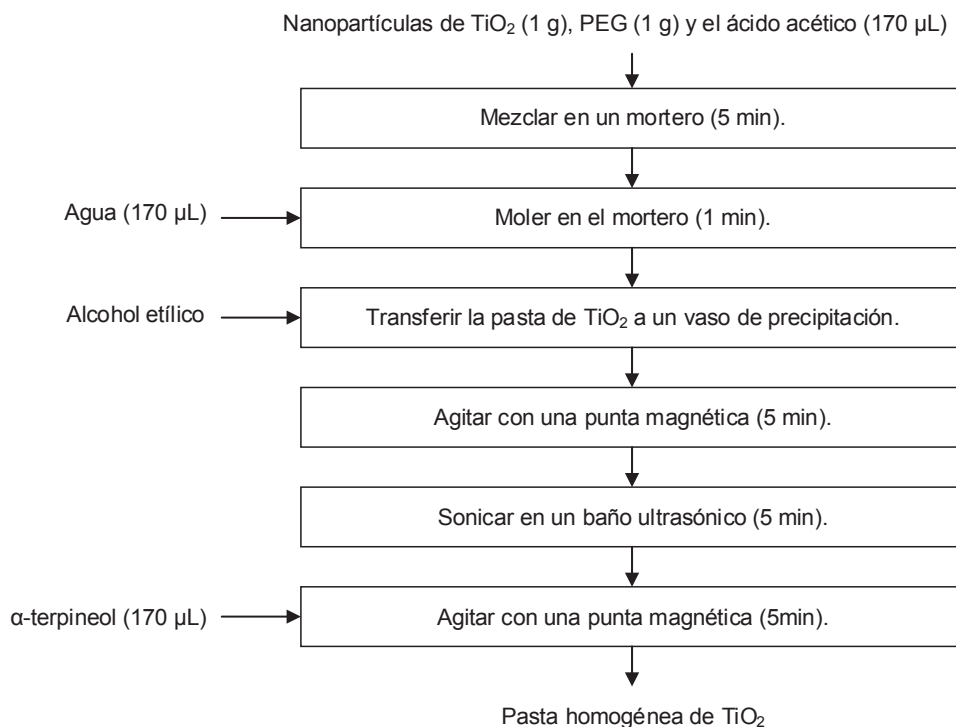 Nanopartículas de TiO₂ (1 g), PEG (1 g) y el ácido acético (170 µL)
Mezclar en un mortero (5 min).
Agua (170 µL)
Moler en el mortero (1 min).
Alcohol etílico
Transferir la pasta de TiO₂ a un vaso de precipitación.
Agitar con una punta magnética (5 min).
Sonicar en un baño ultrasónico (5 min).
α-terpineol (170 µL)
Agitar con una punta magnética (5min).
Pasta homogénea de TiO₂